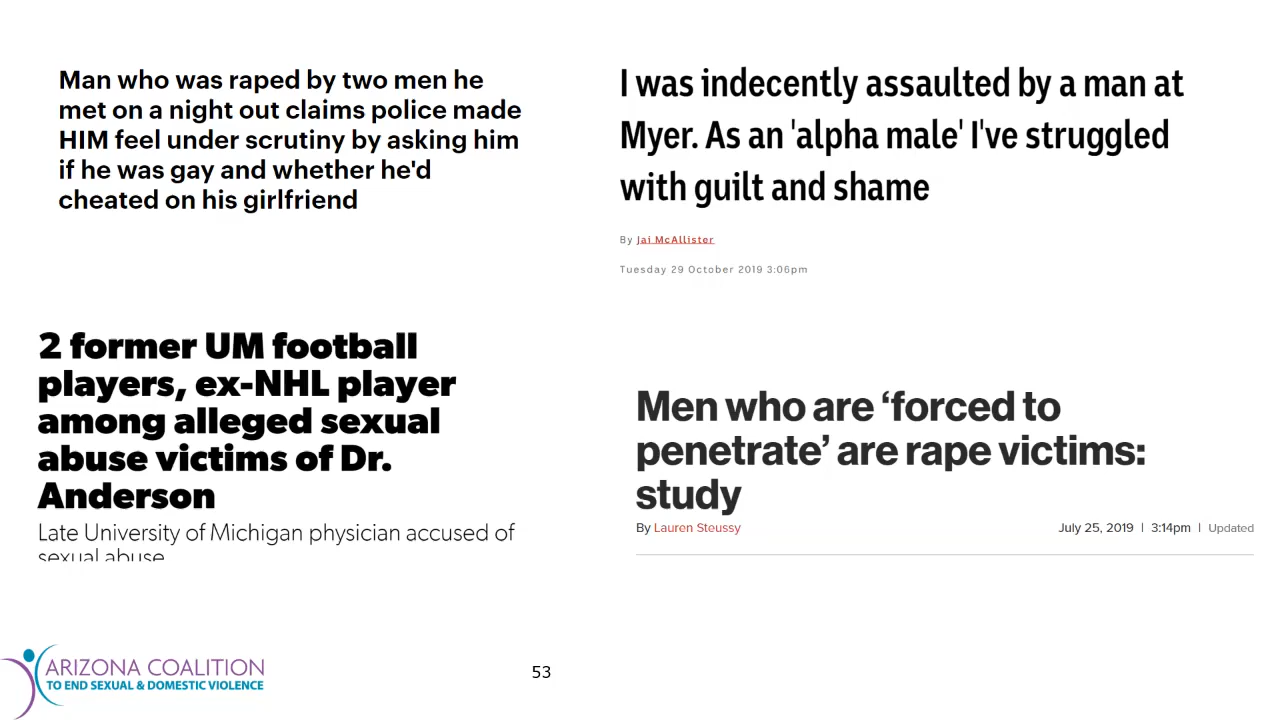 Man who was raped by two men he
met on a night out claims police made
HIM feel under scrutiny by asking him
if he was gay and whether he'd
cheated on his girlfriend
I was indecently assaulted by a man at
Myer. As an 'alpha male' I've struggled
with guilt and shame
By Jai McAllister
Tuesday 29 October 2019 3:06pm
2 former UM football
players, ex-NHL player
among alleged sexual
abuse victims of Dr.
Anderson
Late University of Michigan physician accused of
sexual abuse
Men who are ‘forced to
penetrate’ are rape victims:
study
By Lauren Steussy July 25, 2019 | 3:14pm | Updated
ARIZONA COALITION
TO END SEXUAL & DOMESTIC VIOLENCE
53